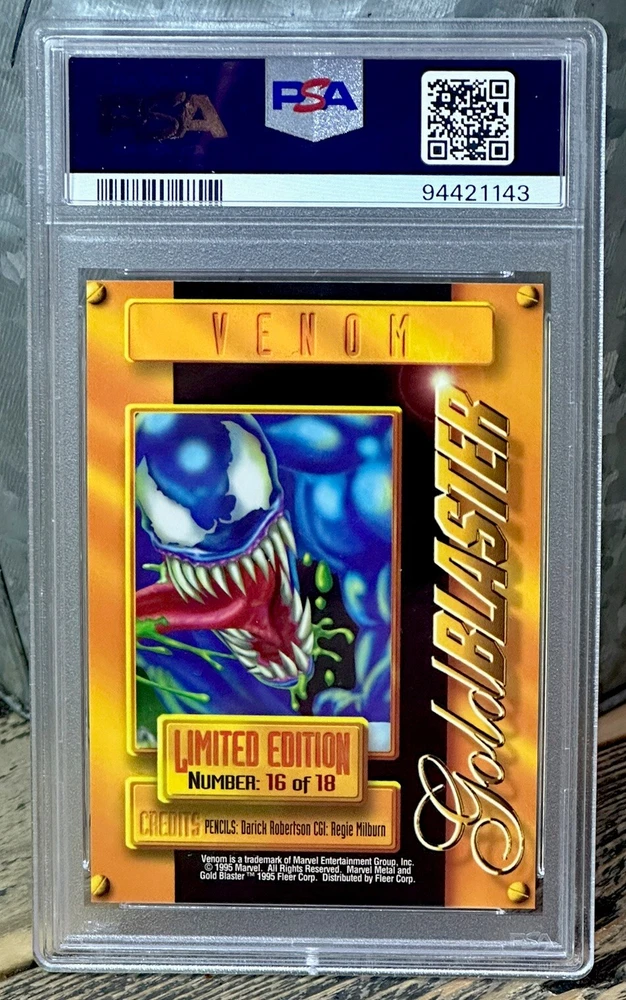 PSA
PSA
94421143
VENOM
GoldBLASTER
LIMITED EDITION
NUMBER: 16 of 18
CREDITS PENCILS: Darick Robertson CGI: Regie Milburn
Venom is a trademark of Marvel Entertainment Group, Inc.
© 1995 Marvel. All Rights Reserved. Marvel Metal and
Gold Blaster™ 1995 Fleer Corp. Distributed by Fleer Corp.
PSA